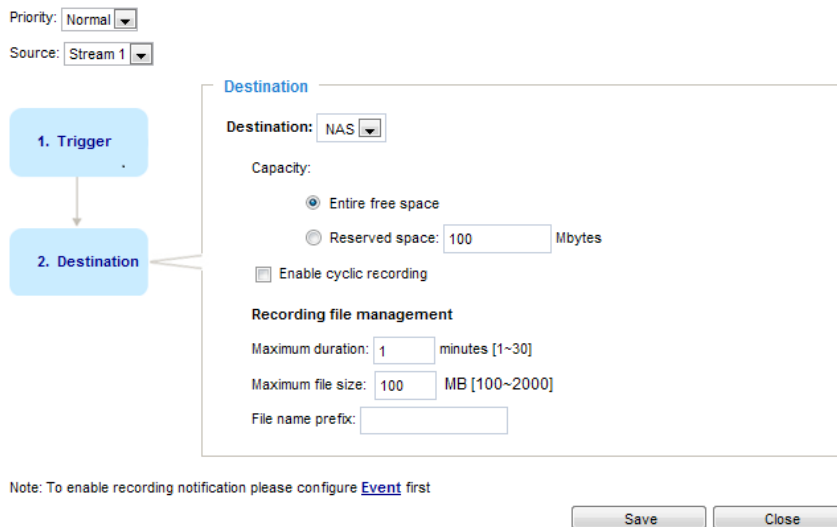 Priority: Normal
Source: Stream 1
1. Trigger
.
2. Destination
Destination
Destination: NAS
Capacity:
Entire free space
Reserved space: 100 Mbytes
Enable cyclic recording
Recording file management
Maximum duration: 1 minutes [1~30]
Maximum file size: 100 MB [100~2000]
File name prefix:
Note: To enable recording notification please configure Event first
Save Close